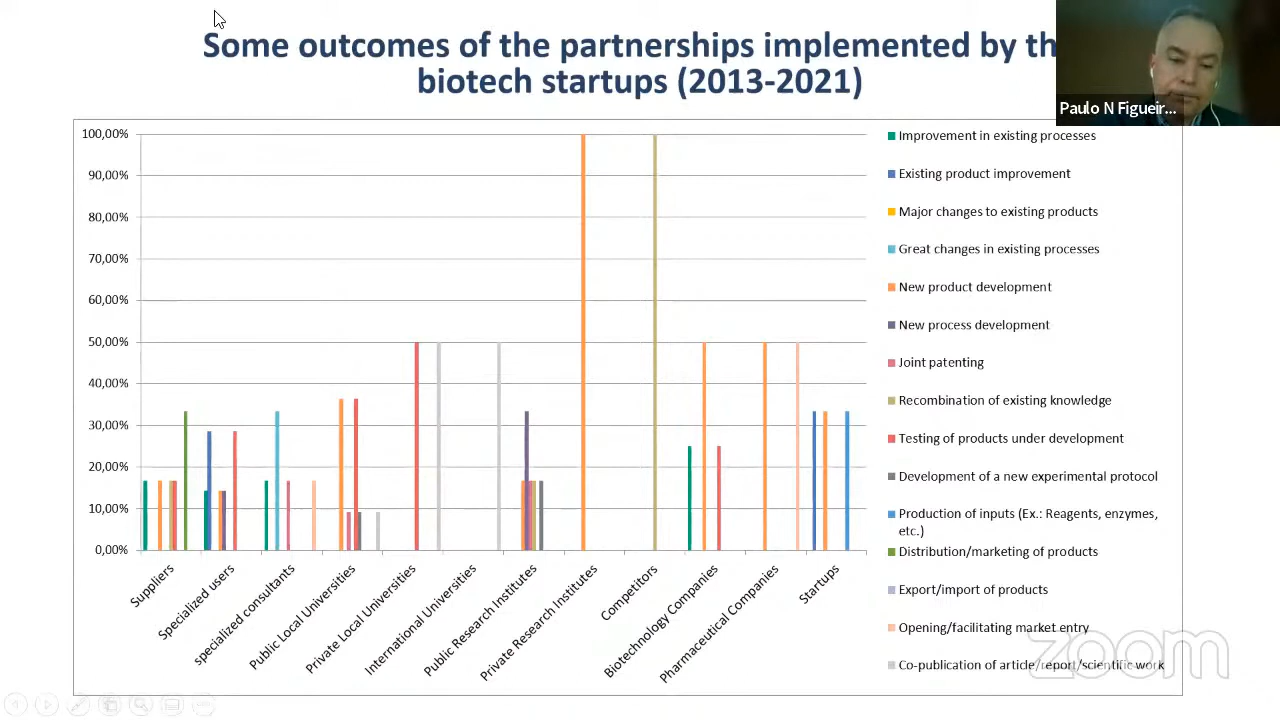 Some outcomes of the partnerships implemented by th
biotech startups (2013-2021)
Paulo N Figueir...
100,00%
90,00%
80,00%
70,00%
60,00%
50,00%
40,00%
30,00%
20,00%
10,00%
0,00%
Suppliers
Specialized users
specialized consultants
Public Local Universities
Private Local Universities
International Universities
Public Research Institutes
Private Research Institutes
Competitors
Biotechnology Companies
Pharmaceutical Companies
Startups
Improvement in existing processes
Existing product improvement
Major changes to existing products
Great changes in existing processes
New product development
New process development
Joint patenting
Recombination of existing knowledge
Testing of products under development
Development of a new experimental protocol
Production of inputs (Ex.: Reagents, enzymes,
etc.)
Distribution/marketing of products
Export/import of products
Opening/facilitating market entry
Co-publication of article/report/scientific work
zoom